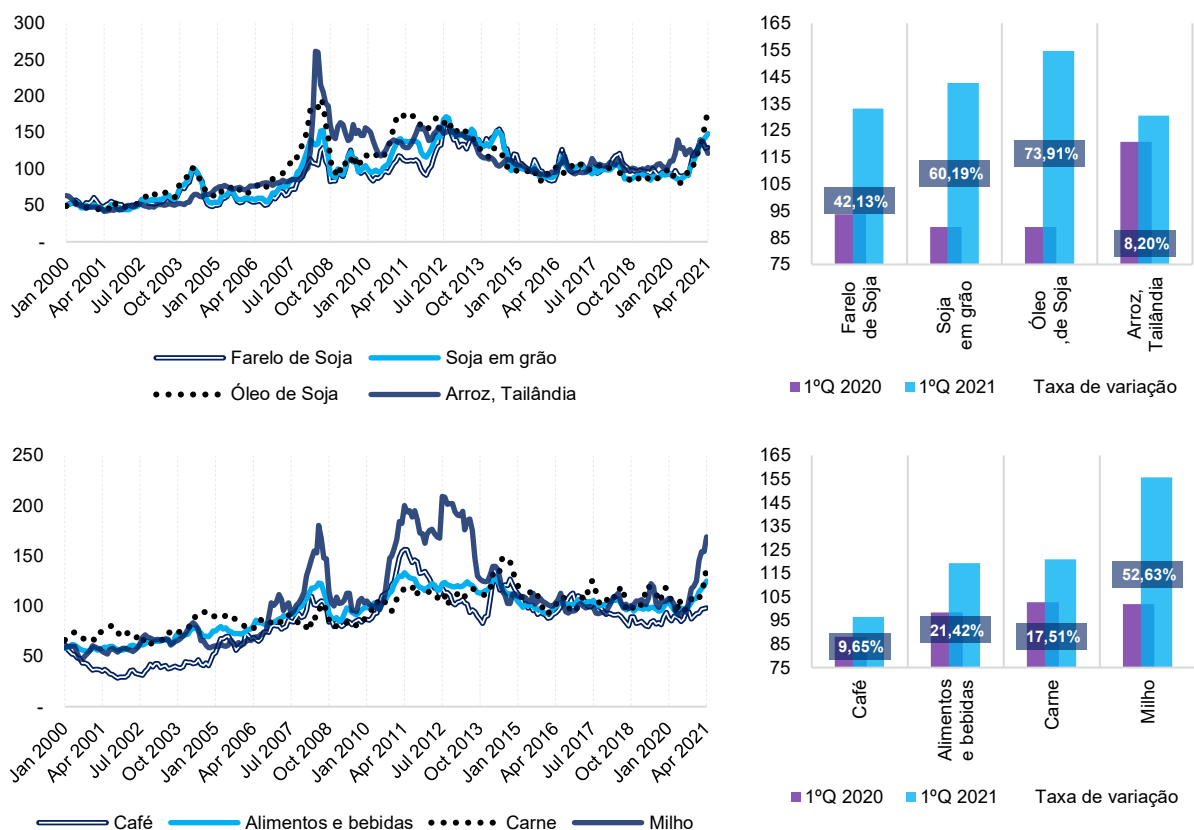 300
250
200
150
100
50
-
Jan 2000
Apr 2001
Jul 2002
Oct 2003
Jan 2005
Apr 2006
Jul 2007
Oct 2008
Jan 2010
Apr 2011
Jul 2012
Oct 2013
Jan 2015
Apr 2016
Jul 2017
Oct 2018
Jan 2020
Apr 2021
Farelo de Soja
Soja em grão
Óleo de Soja
Arroz, Tailândia
165
155
145
135
125
115
105
95
85
75
42,13%
60,19%
73,91%
8,20%
Farelo
de Soja
Soja
em grão
Óleo
,de Soja
Arroz,
Tailândia
1ºQ 2020
1ºQ 2021
Taxa de variação
250
200
150
100
50
-
Jan 2000
Apr 2001
Jul 2002
Oct 2003
Jan 2005
Apr 2006
Jul 2007
Oct 2008
Jan 2010
Apr 2011
Jul 2012
Oct 2013
Jan 2015
Apr 2016
Jul 2017
Oct 2018
Jan 2020
Apr 2021
Café
Alimentos e bebidas
Carne
Milho
165
155
145
135
125
115
105
95
85
75
9,65%
21,42%
17,51%
52,63%
Café
Alimentos
e bebidas
Carne
Milho
1ºQ 2020
1ºQ 2021
Taxa de variação